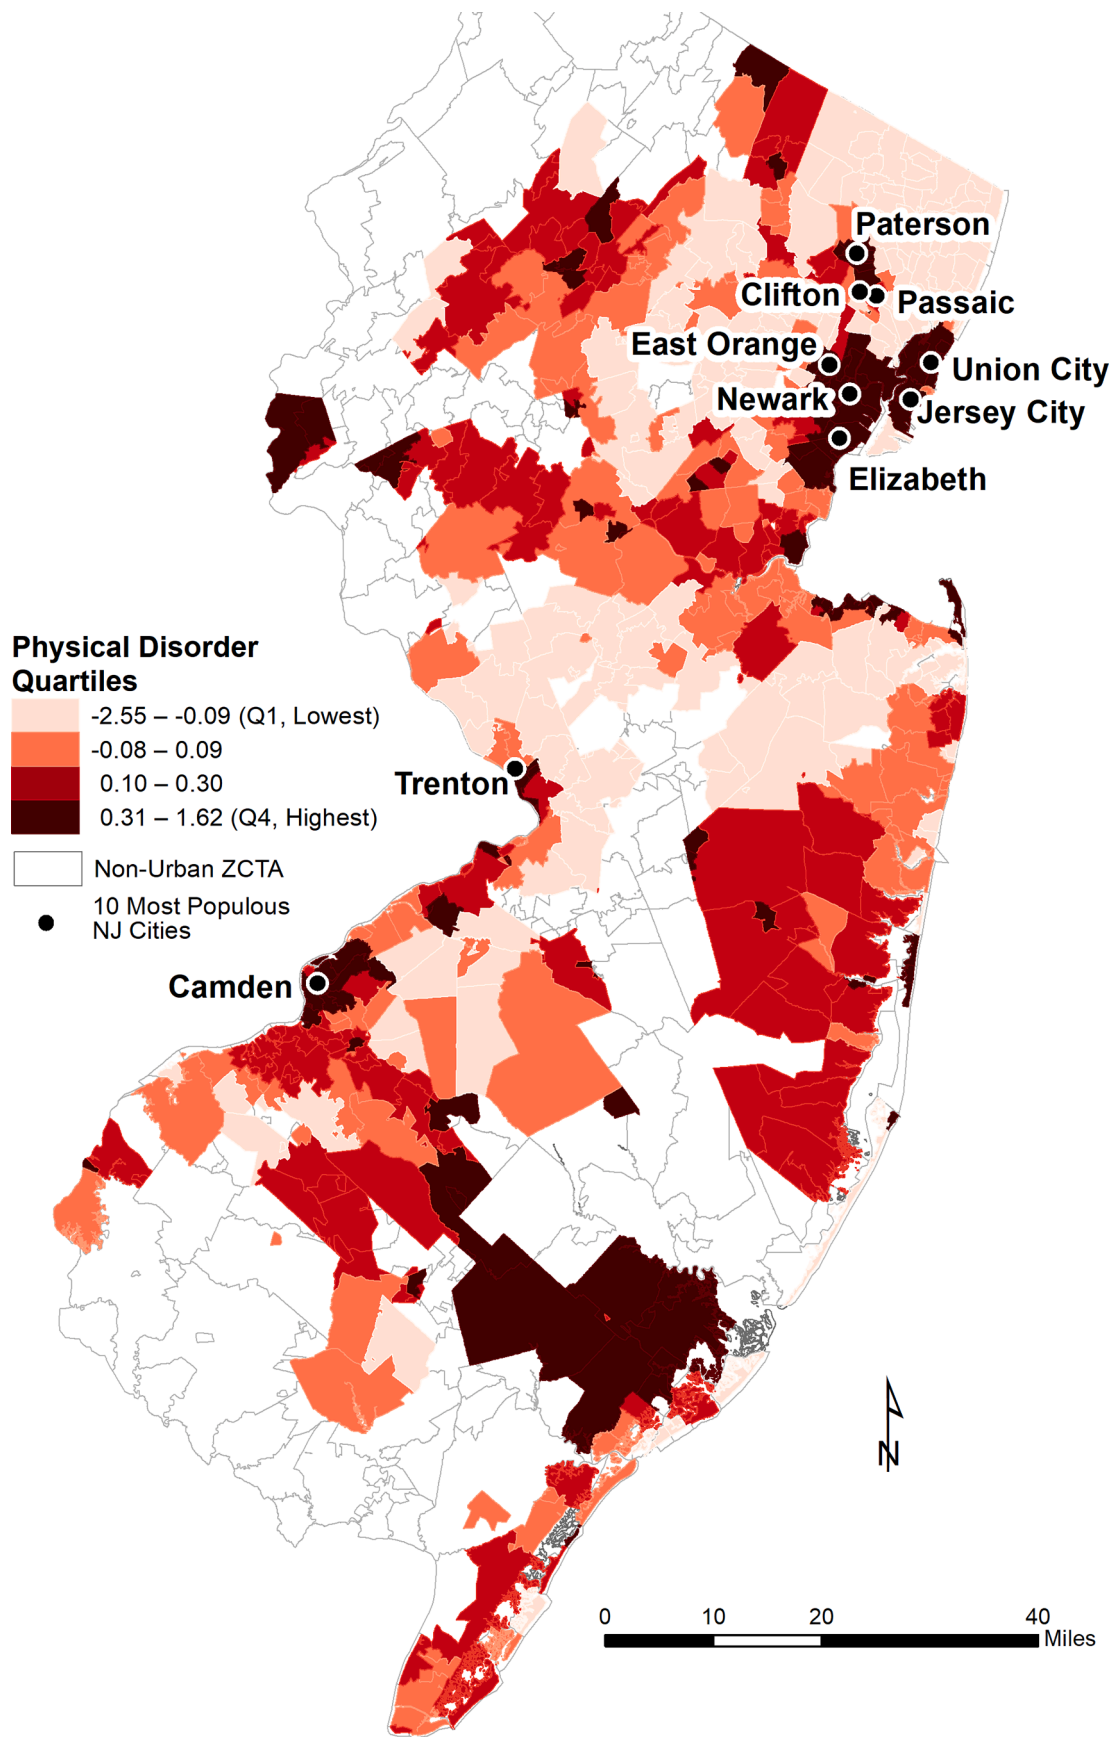 Paterson
Clifton
Passaic
East Orange
Union City
Newark
Jersey City
Elizabeth
Physical Disorder
Quartiles
-2.55 – -0.09 (Q1, Lowest)
-0.08 – 0.09
0.10 – 0.30
0.31 – 1.62 (Q4, Highest)
Non-Urban ZCTA
10 Most Populous
NJ Cities
Trenton
Camden
N
0 10 20 40
Miles